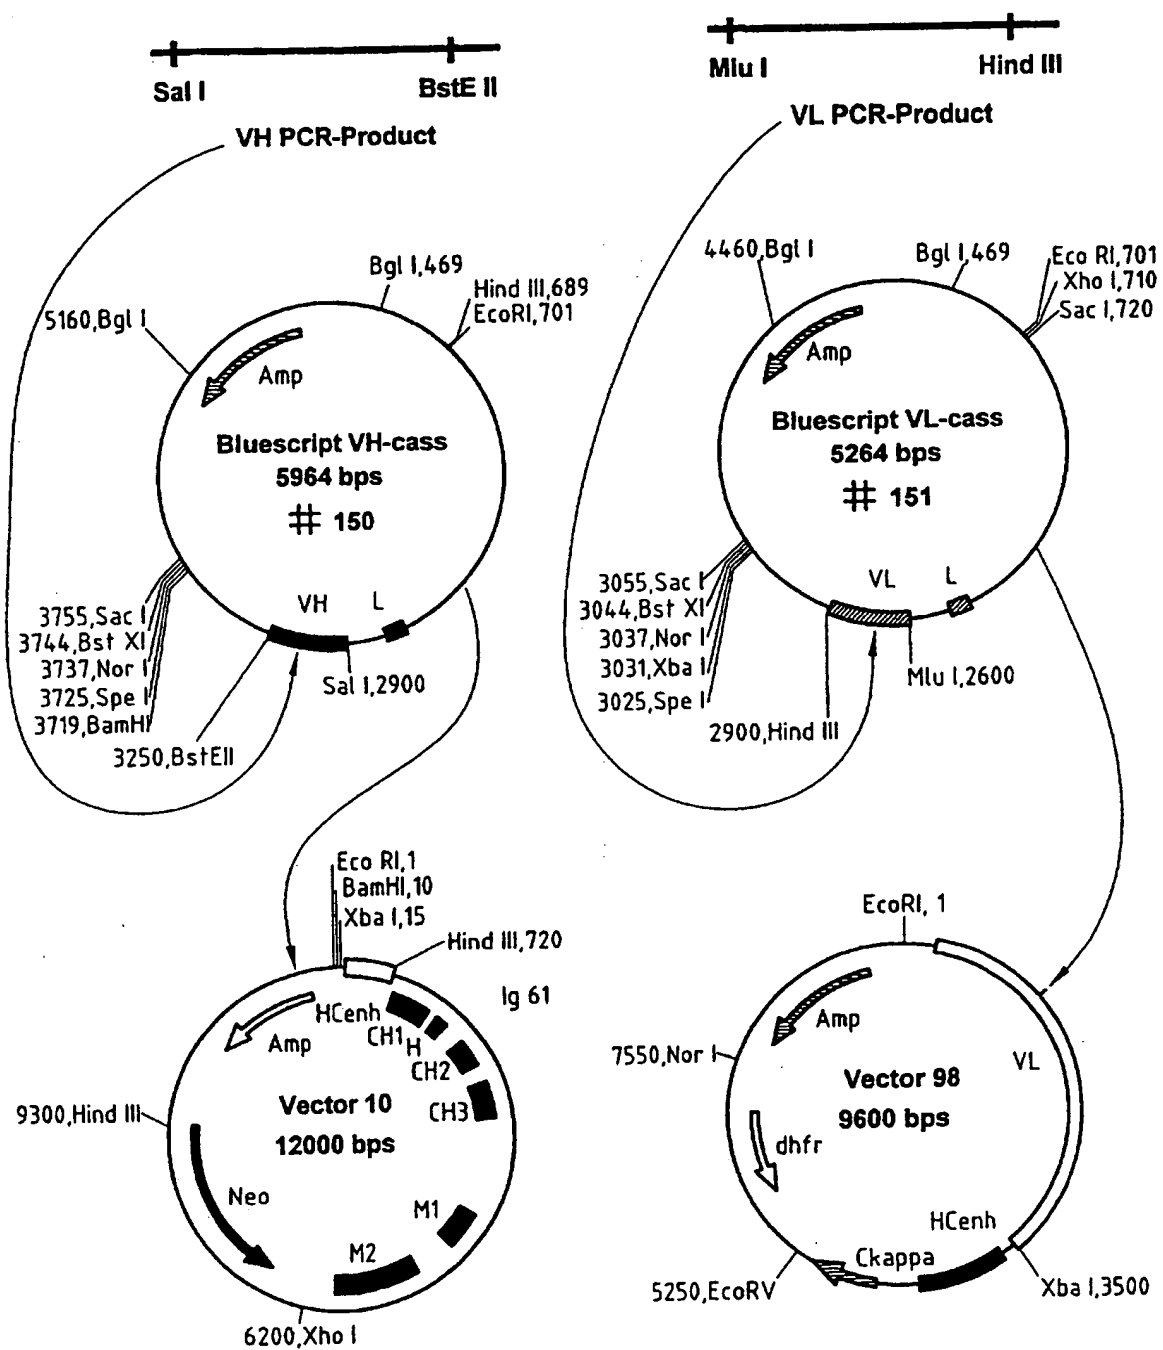 Sal I
BstE II
VH PCR-Product
Mlu I
Hind III
VL PCR-Product
Bgl I,469
Hind III,689
EcoRI,701
5160,Bgl I
Amp
Bluescript VH-cass
5964 bps
# 150
3755,Sac I
3744,Bst XI
3737,Nor I
3725,Spe I
3719,BamHI
3250,BstEII
VH
L
Sal I,2900
4460,Bgl I
Bgl I,469
Eco RI,701
Xho I,710
Sac I,720
Amp
Bluescript VL-cass
5264 bps
# 151
3055,Sac I
3044,Bst XI
3037,Nor I
3031,Xba I
3025,Spe I
2900,Hind III
VL
L
Mlu I,2600
Eco RI,1
BamHI,10
Xba I,15
Hind III,720
Ig 61
HCenh
CH1
H
CH2
CH3
Amp
Vector 10
12000 bps
9300,Hind III
Neo
M1
M2
6200,Xho I
EcoRI, 1
Amp
7550,Nor I
VL
Vector 98
9600 bps
dhfr
HCenh
Ckappa
5250,EcoRV
Xba I,3500